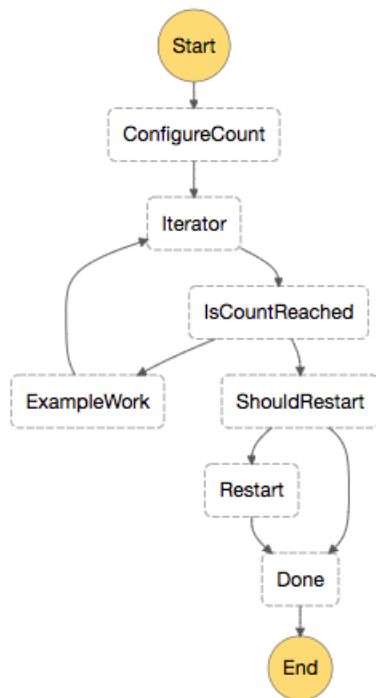 Start
ConfigureCount
Iterator
IsCountReached
ExampleWork
ShouldRestart
Restart
Done
End